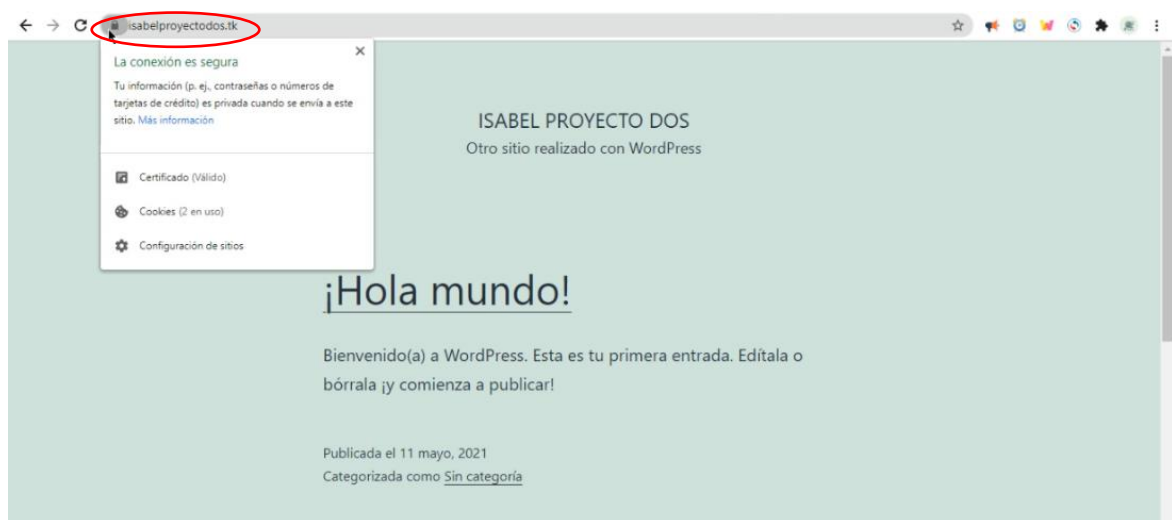 isabelproyectodos.tk
La conexión es segura
Tu información (p. ej., contraseñas o números de
tarjetas de crédito) es privada cuando se envía a este
sitio. Más información
Certificado (Válido)
Cookies (2 en uso)
Configuración de sitios
ISABEL PROYECTO DOS
Otro sitio realizado con WordPress
¡Hola mundo!
Bienvenido(a) a WordPress. Esta es tu primera entrada. Edítala o
bórrala ¡y comienza a publicar!
Publicada el 11 mayo, 2021
Categorizada como Sin categoría